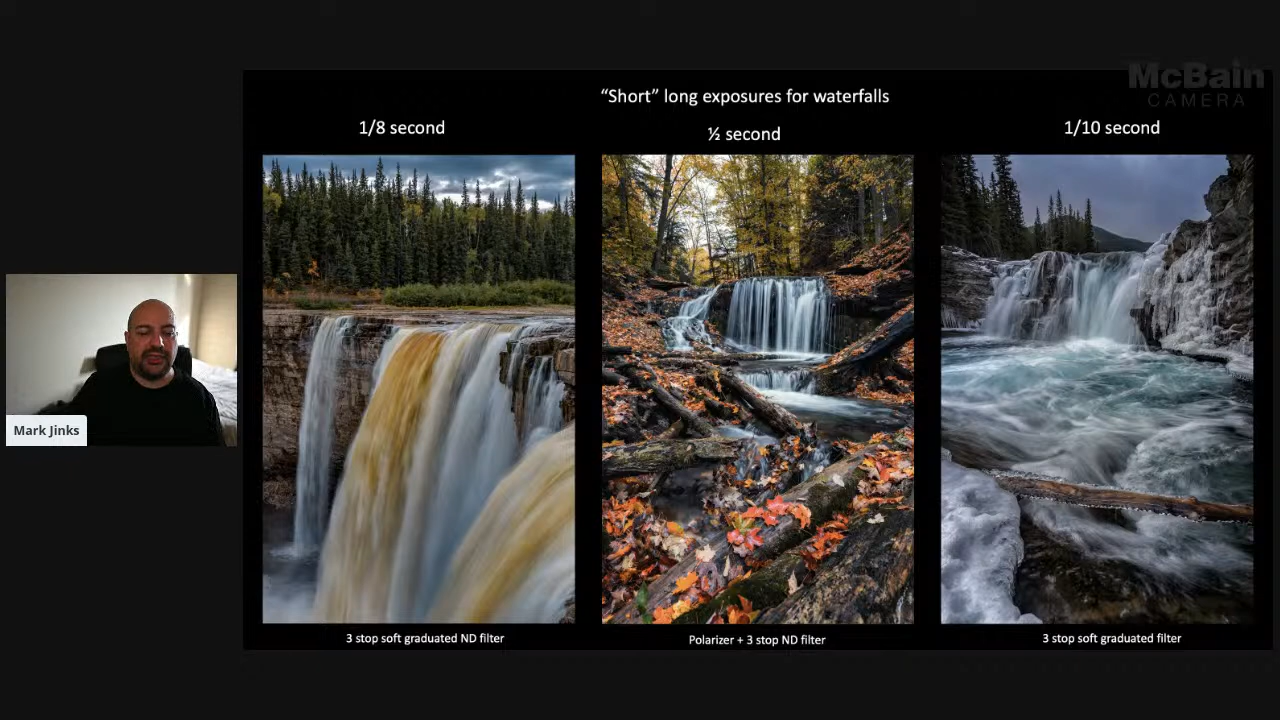 McBain
CAMERA
“Short” long exposures for waterfalls
1/8 second
½ second
1/10 second
Mark Jinks
3 stop soft graduated ND filter
Polarizer + 3 stop ND filter
3 stop soft graduated filter